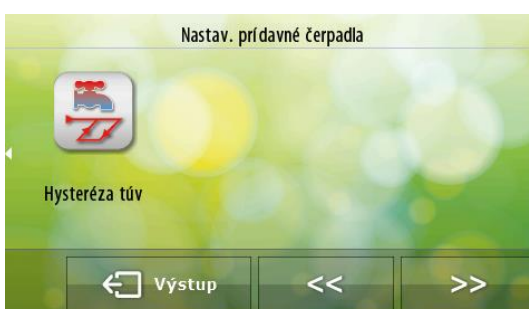 Nastav. prídavné čerpadla
Hysteréza túv
Výstup << >>